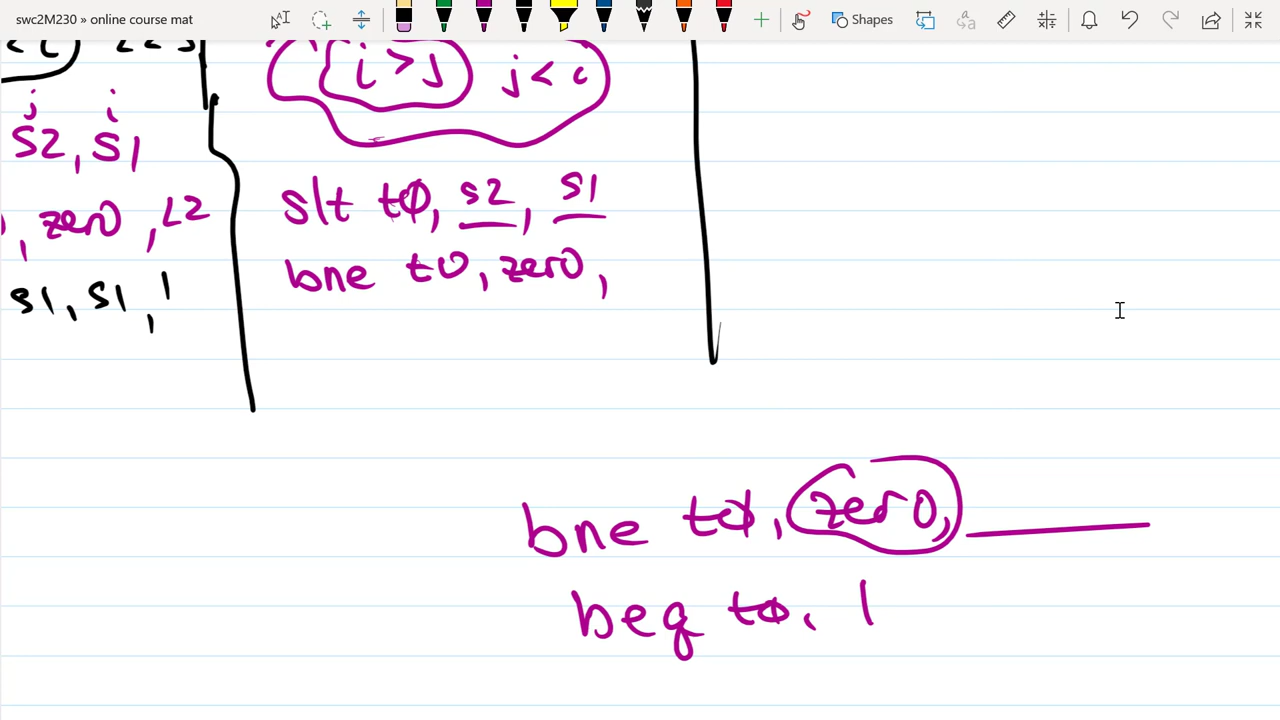 swc2M230 » online course mat
Shapes
i > j j < i
j i
s2, s1
slt t0, s2, s1
, zero, L2
bne t0, zero,
s1, s1, 1
bne t0, zero,
beq t0, 1